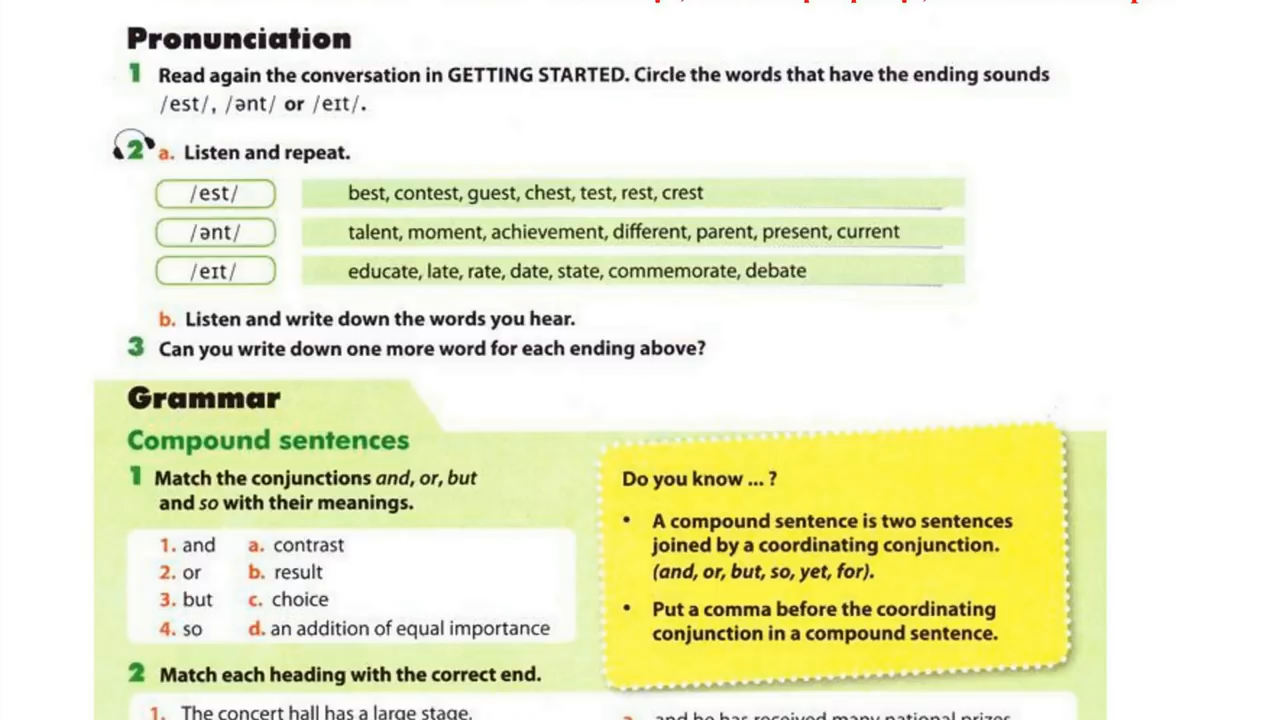 Pronunciation
1 Read again the conversation in GETTING STARTED. Circle the words that have the ending sounds
/est/, /ənt/ or /eɪt/.
2 a. Listen and repeat.
/est/ best, contest, guest, chest, test, rest, crest
/ənt/ talent, moment, achievement, different, parent, present, current
/eɪt/ educate, late, rate, date, state, commemorate, debate
b. Listen and write down the words you hear.
3 Can you write down one more word for each ending above?
Grammar
Compound sentences
1 Match the conjunctions and, or, but
and so with their meanings.
1. and a. contrast
2. or b. result
3. but c. choice
4. so d. an addition of equal importance
Do you know ... ?
• A compound sentence is two sentences
joined by a coordinating conjunction.
(and, or, but, so, yet, for).
• Put a comma before the coordinating
conjunction in a compound sentence.
2 Match each heading with the correct end.
1. The concert hall has a large stage,
a. and he has received many national prizes